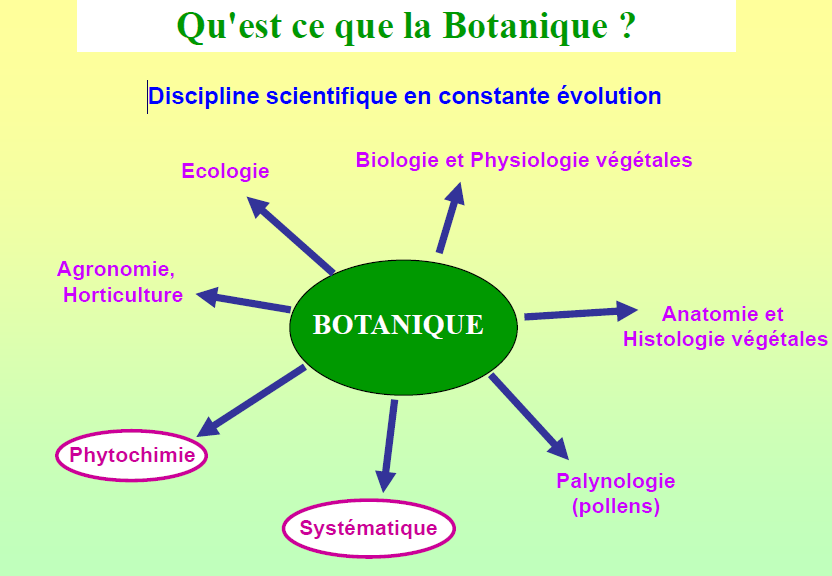 Qu'est ce que la Botanique ?
Discipline scientifique en constante évolution
Biologie et Physiologie végétales
Ecologie
Agronomie,
Horticulture
BOTANIQUE
Anatomie et
Histologie végétales
Phytochimie
Palynologie
(pollens)
Systématique